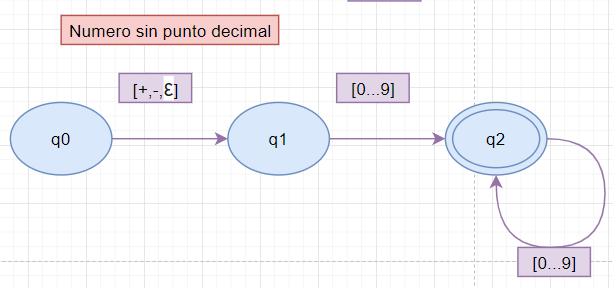 Numero sin punto decimal
[+,-,Ɛ]
[0...9]
q0
q1
q2
[0...9]